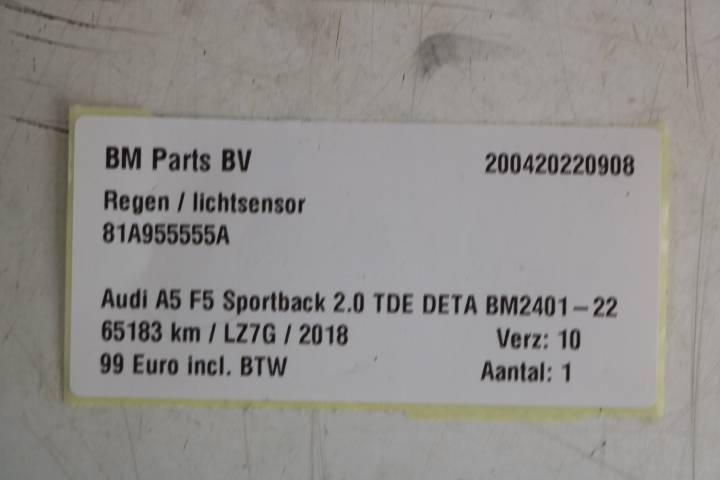 BM Parts BV 200420220908
Regen / lichtsensor
81A955555A
Audi A5 F5 Sportback 2.0 TDE DETA BM2401-22
65183 km / LZ7G / 2018 Verz: 10
99 Euro incl. BTW Aantal: 1